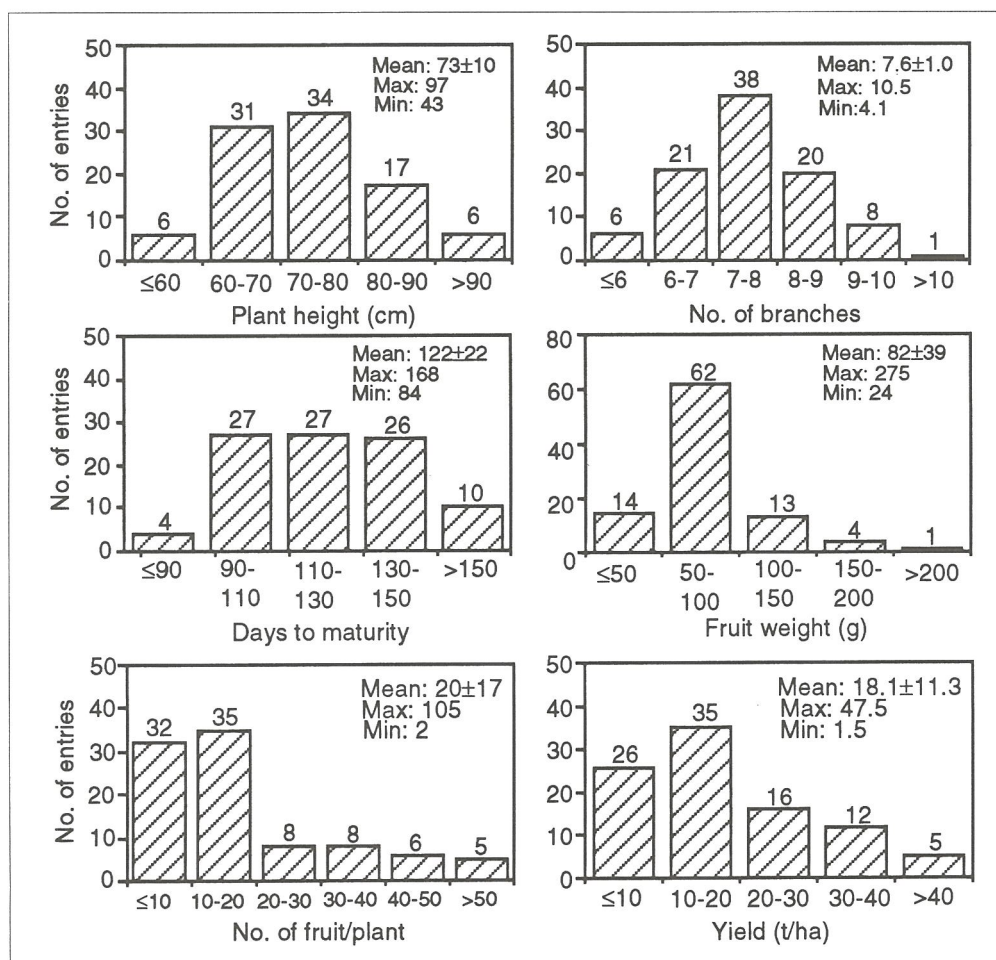 50
40
30
20
10
0
No. of entries
6
31
34
17
6
Mean: 73±10
Max: 97
Min: 43
≤60 60-70 70-80 80-90 >90
Plant height (cm)
50
40
30
20
10
0
6
21
38
20
8
1
Mean: 7.6±1.0
Max: 10.5
Min:4.1
≤6 6-7 7-8 8-9 9-10 >10
No. of branches
50
40
30
20
10
0
No. of entries
4
27
27
26
10
Mean: 122±22
Max: 168
Min: 84
≤90 90- 110- 130- >150
110 130 150
Days to maturity
80
60
40
20
0
14
62
13
4
1
Mean: 82±39
Max: 275
Min: 24
≤50 50- 100- 150- >200
100 150 200
Fruit weight (g)
50
40
30
20
10
0
No. of entries
32
35
8
8
6
5
Mean: 20±17
Max: 105
Min: 2
≤10 10-20 20-30 30-40 40-50 >50
No. of fruit/plant
50
40
30
20
10
0
26
35
16
12
5
Mean: 18.1±11.3
Max: 47.5
Min: 1.5
≤10 10-20 20-30 30-40 >40
Yield (t/ha)